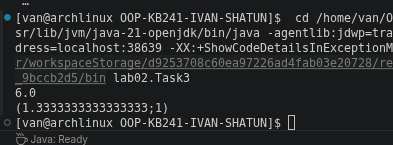 [van@archlinux OOP-KB241-IVAN-SHATUN]$ cd /home/van/O
sr/lib/jvm/java-21-openjdk/bin/java -agentlib:jdwp=tra
dress=localhost:38639 -XX:+ShowCodeDetailsInExceptionM
r/workspaceStorage/d9253708c60ea97226ad4fab03e20728/re
_9bccb2d5/bin lab02.Task3
6.0
(1.3333333333333333;1)
[van@archlinux OOP-KB241-IVAN-SHATUN]$
Java: Ready